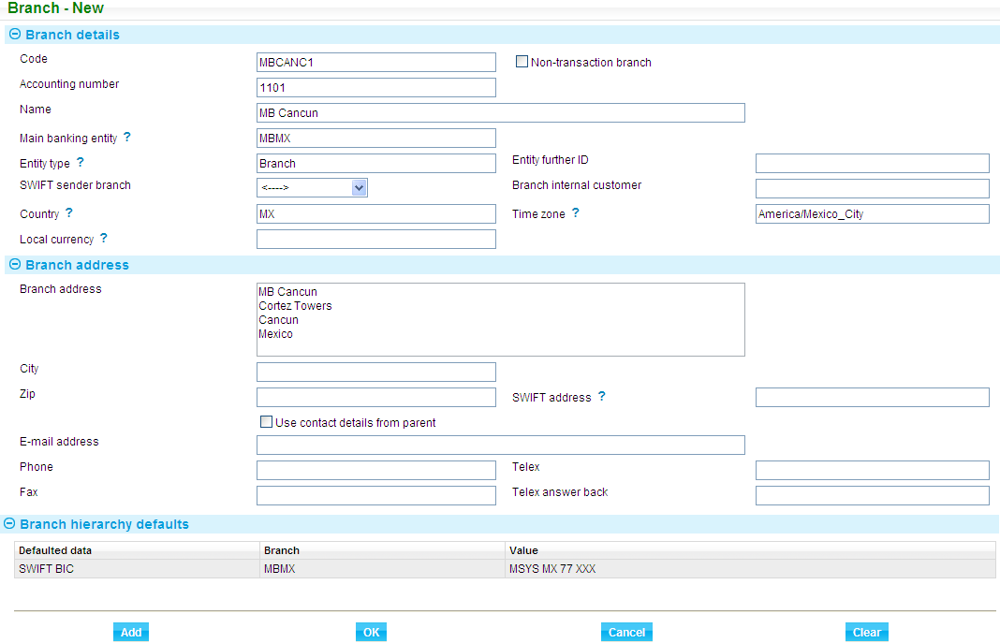 Branch - New
Branch details
Code MBCANC1 Non-transaction branch
Accounting number 1101
Name MB Cancun
Main banking entity ? MBMX
Entity type ? Branch Entity further ID
SWIFT sender branch <----> Branch internal customer
Country ? MX Time zone ? America/Mexico_City
Local currency ?
Branch address
Branch address MB Cancun
Cortez Towers
Cancun
Mexico
City
Zip SWIFT address ?
Use contact details from parent
E-mail address
Phone Telex
Fax Telex answer back
Branch hierarchy defaults
Defaulted data Branch Value
SWIFT BIC MBMX MSYS MX 77 XXX
Add OK Cancel Clear